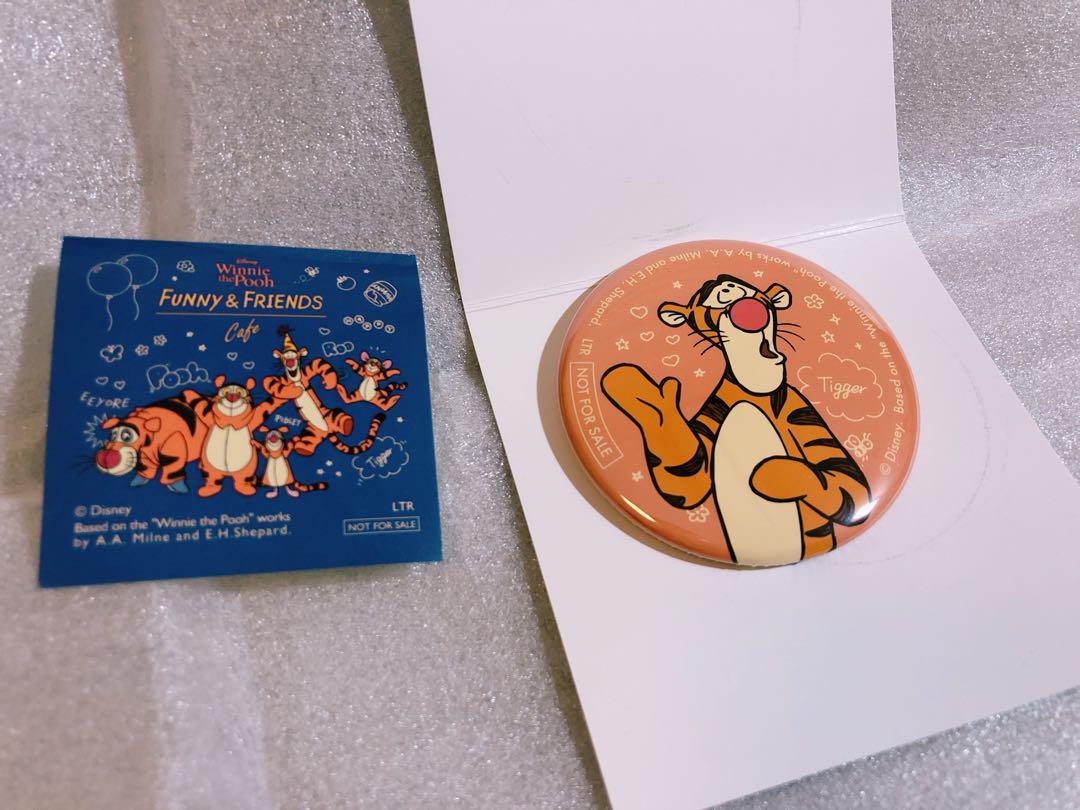 Disney
Winnie
the Pooh
FUNNY & FRIENDS
Cafe
HAPPY
Roo
Pooh
EEYORE
PIGLET
Tigger
© Disney
Based on the "Winnie the Pooh" works
by A.A. Milne and E.H.Shepard.
LTR
NOT FOR SALE
© Disney. Based on the "Winnie the Pooh" works by A.A. Milne and E.H. Shepard. LTR
NOT FOR SALE
Tigger